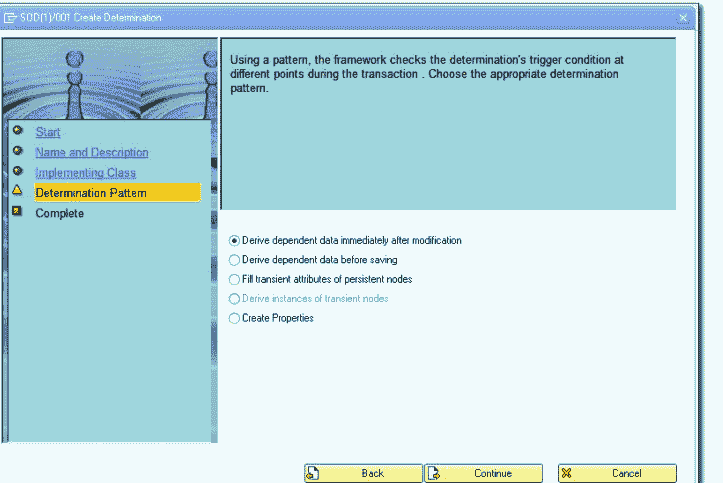 SOD(1)/001 Create Determination
Using a pattern, the framework checks the determination's trigger condition at
different points during the transaction . Choose the appropriate determination
pattern.
Start
Name and Description
Implementing Class
Determination Pattern
Complete
Derive dependent data immediately after modification
Derive dependent data before saving
Fill transient attributes of persistent nodes
Derive instances of transient nodes
Create Properties
Back
Continue
Cancel